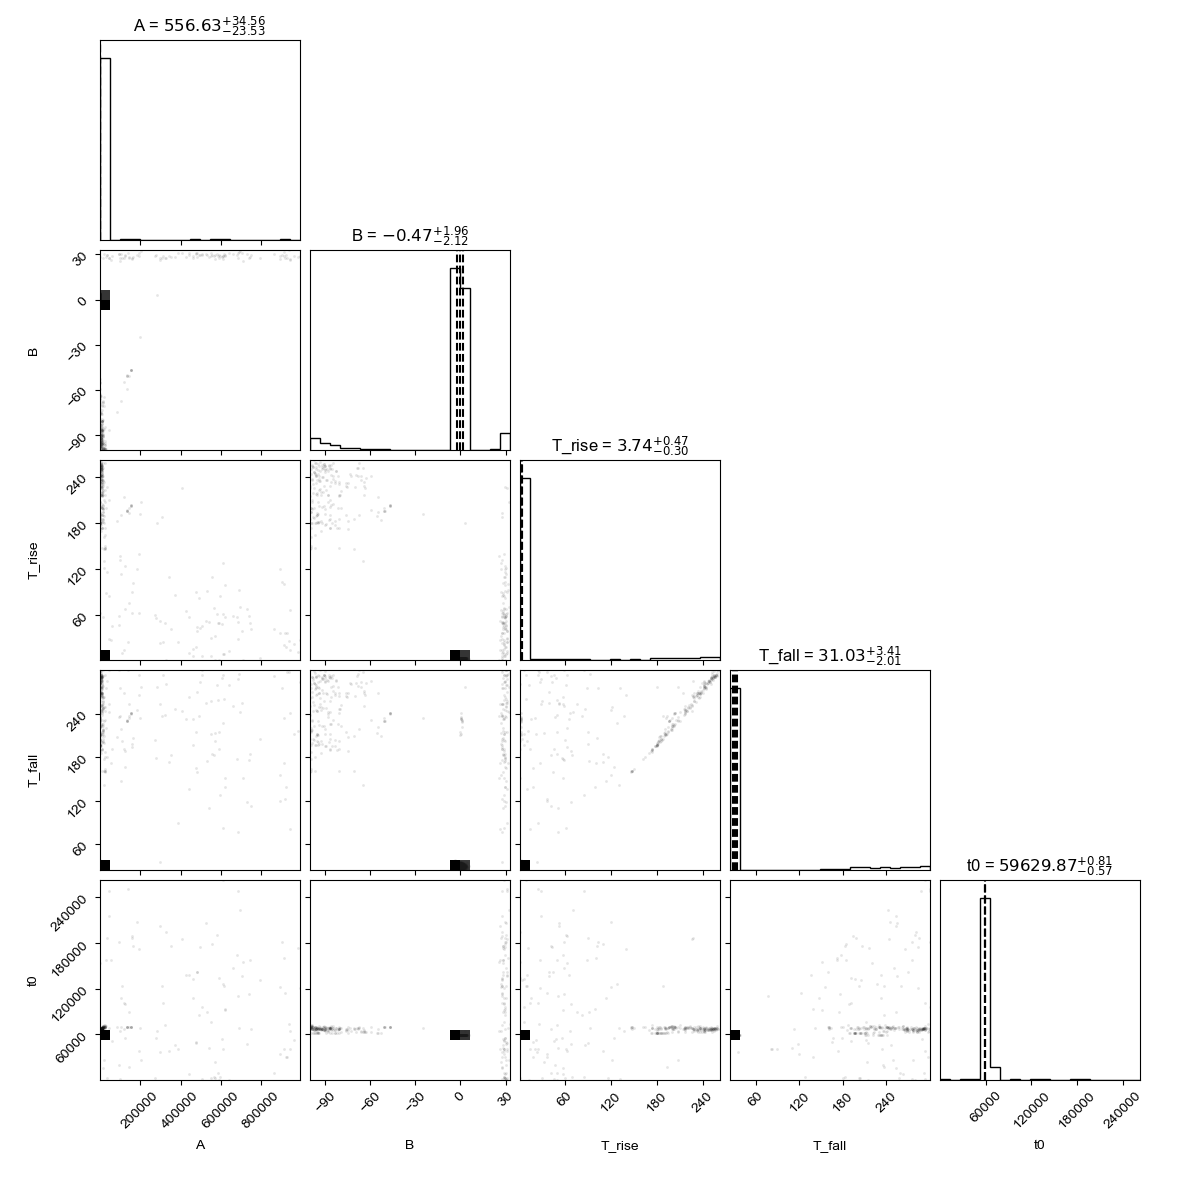 A = 556.63+34.56−23.53
B = −0.47+1.96−2.12
30
0
−30
−60
−90
B
T_rise = 3.74+0.47−0.30
240
180
120
60
T_rise
T_fall = 31.03+3.41−2.01
240
180
120
60
T_fall
t0 = 59629.87+0.81−0.57
240000
180000
120000
60000
t0
200000 400000 600000 800000
−90 −60 −30 0 30
60 120 180 240
60 120 180 240
60000 120000 180000 240000
A B T_rise T_fall t0